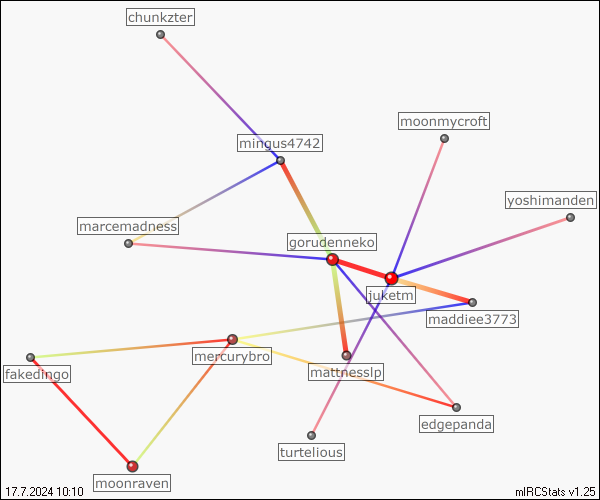 chunkzter
moonmycroft
mingus4742
yoshimanden
marcemadness
gorudenneko
juketm
maddiee3773
mercurybro
fakedingo
mattnesslp
edgepanda
turtelious
moonraven
17.7.2024 10:10
mIRCStats v1.25